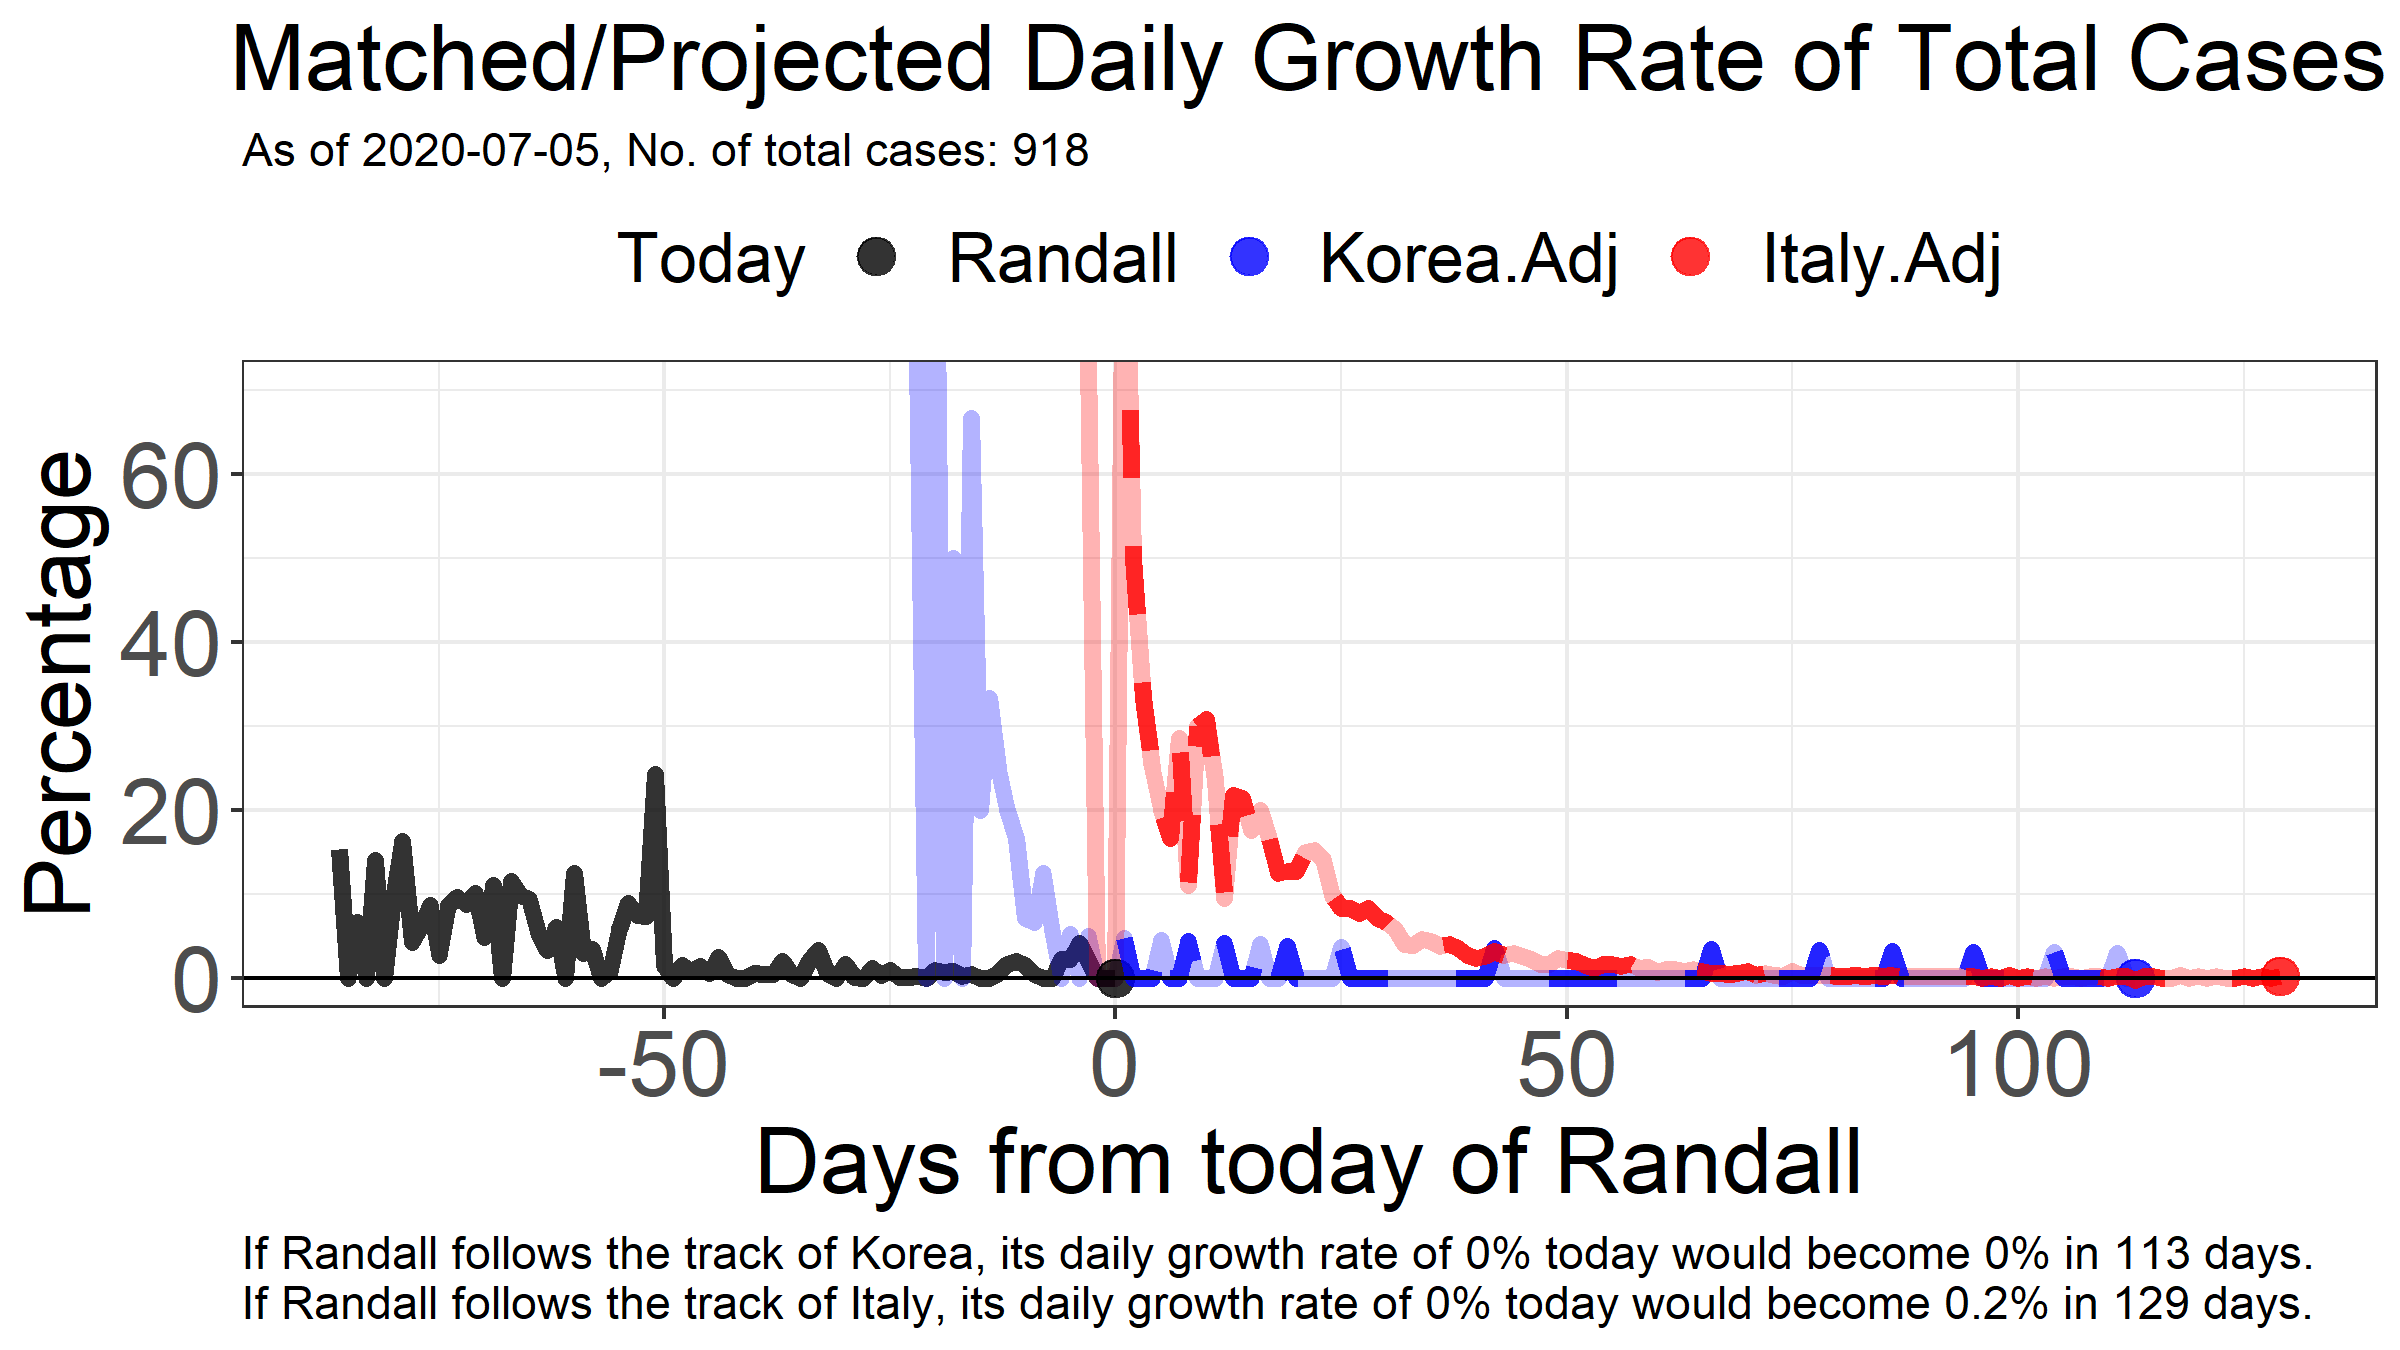 Matched/Projected Daily Growth Rate of Total Cases
As of 2020-07-05, No. of total cases: 918
Today Randall Korea.Adj Italy.Adj
Percentage
60
40
20
0
-50 0 50 100
Days from today of Randall
If Randall follows the track of Korea, its daily growth rate of 0% today would become 0% in 113 days.
If Randall follows the track of Italy, its daily growth rate of 0% today would become 0.2% in 129 days.